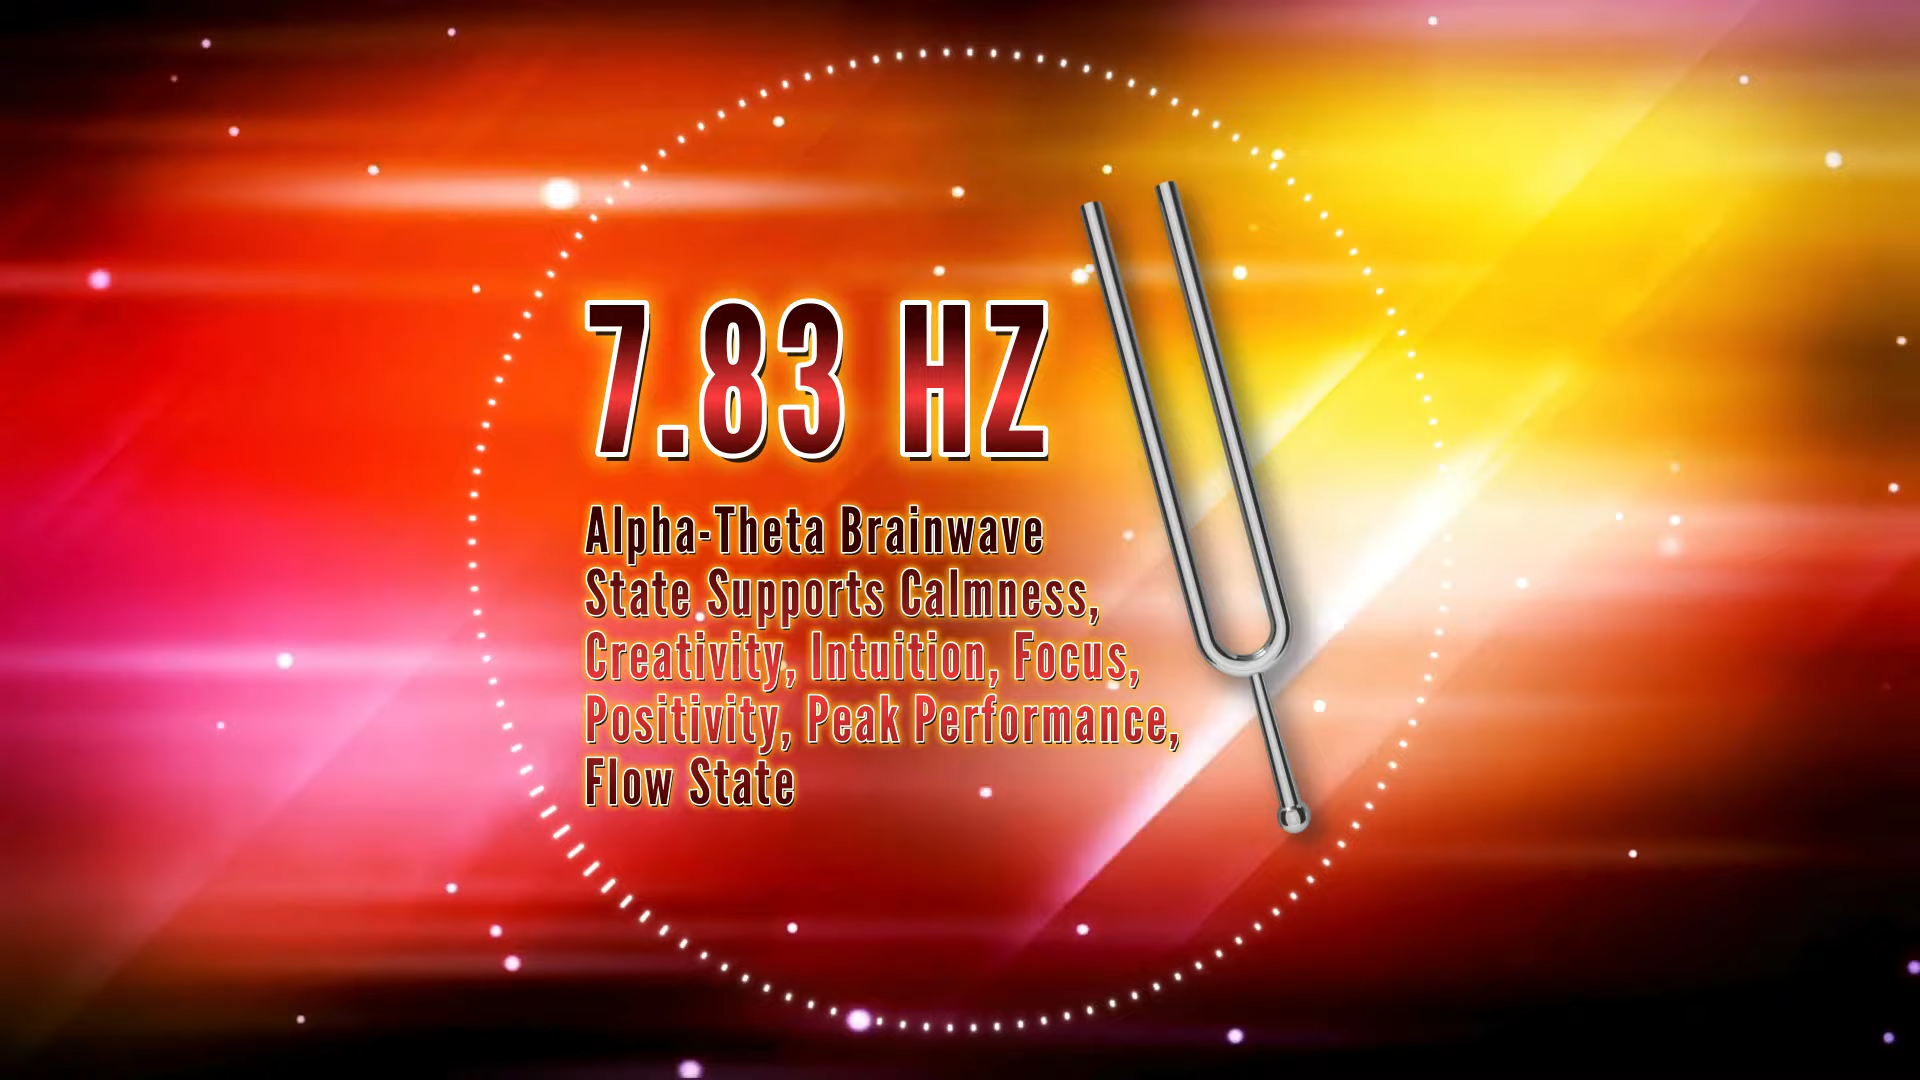 7.83 HZ
Alpha-Theta Brainwave
State Supports Calmness,
Creativity, Intuition, Focus,
Positivity, Peak Performance,
Flow State